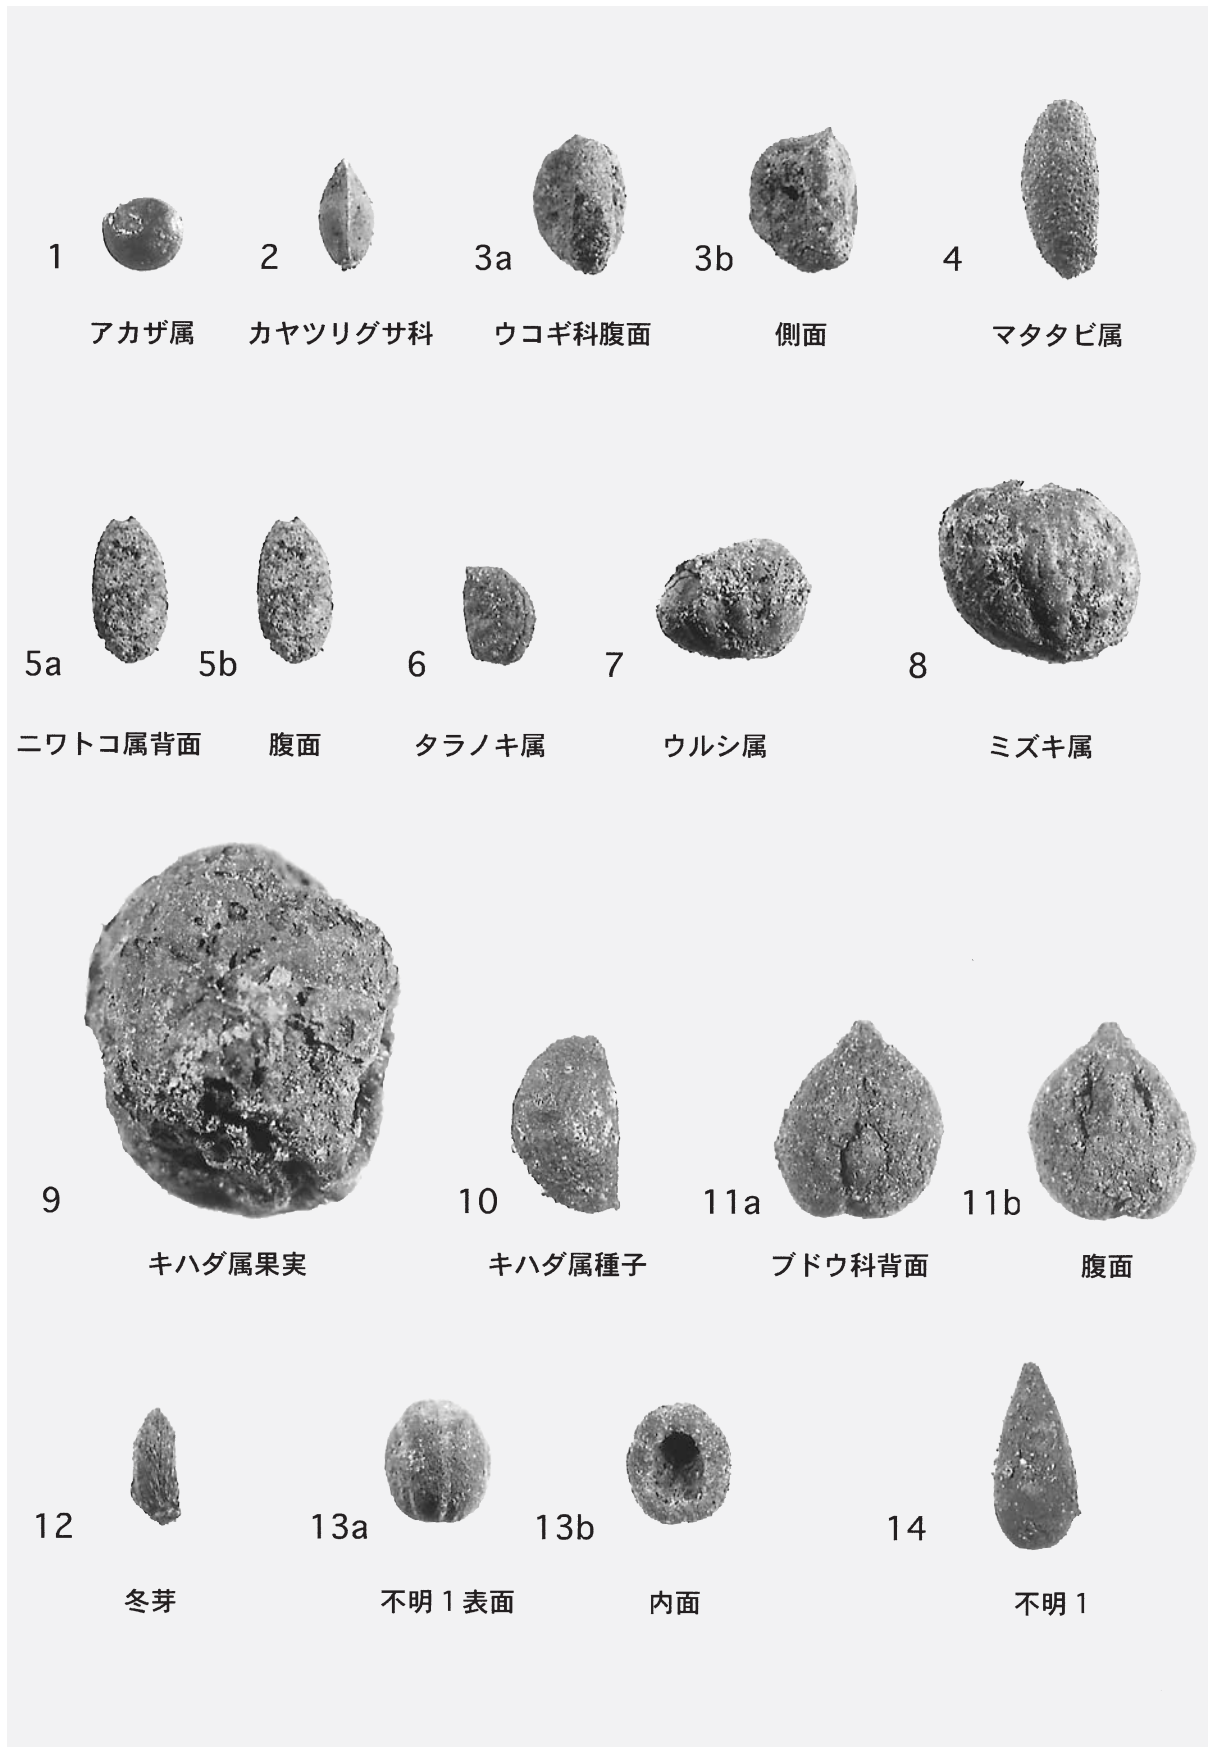 1 2 3a 3b 4
アカザ属 カヤツリグサ科 ウコギ科腹面 側面 マタタビ属
5a 5b 6 7 8
ニワトコ属背面 腹面 タラノキ属 ウルシ属 ミズキ属
9 10 11a 11b
キハダ属果実 キハダ属種子 ブドウ科背面 腹面
12 13a 13b 14
冬芽 不明1表面 内面 不明1